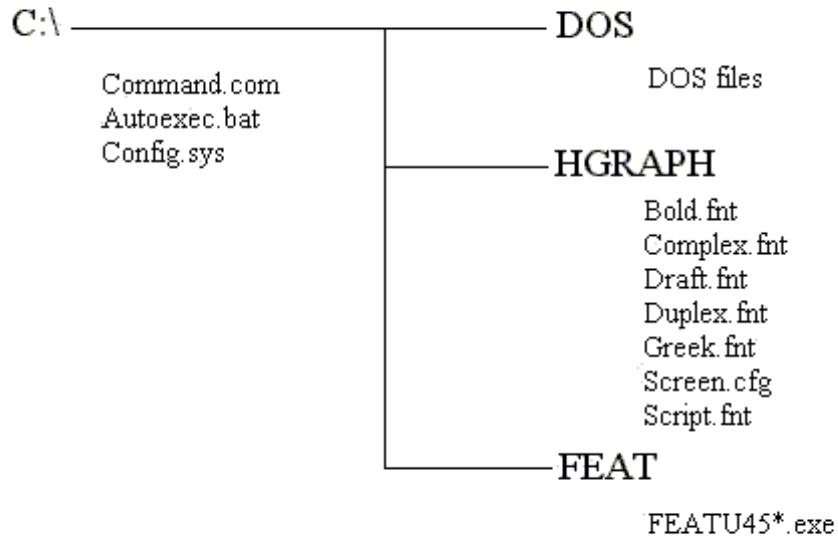 C:\
Command.com
Autoexec.bat
Config.sys
DOS
DOS files
HGRAPH
Bold.fnt
Complex.fnt
Draft.fnt
Duplex.fnt
Greek.fnt
Screen.cfg
Script.fnt
FEAT
FEATU45*.exe